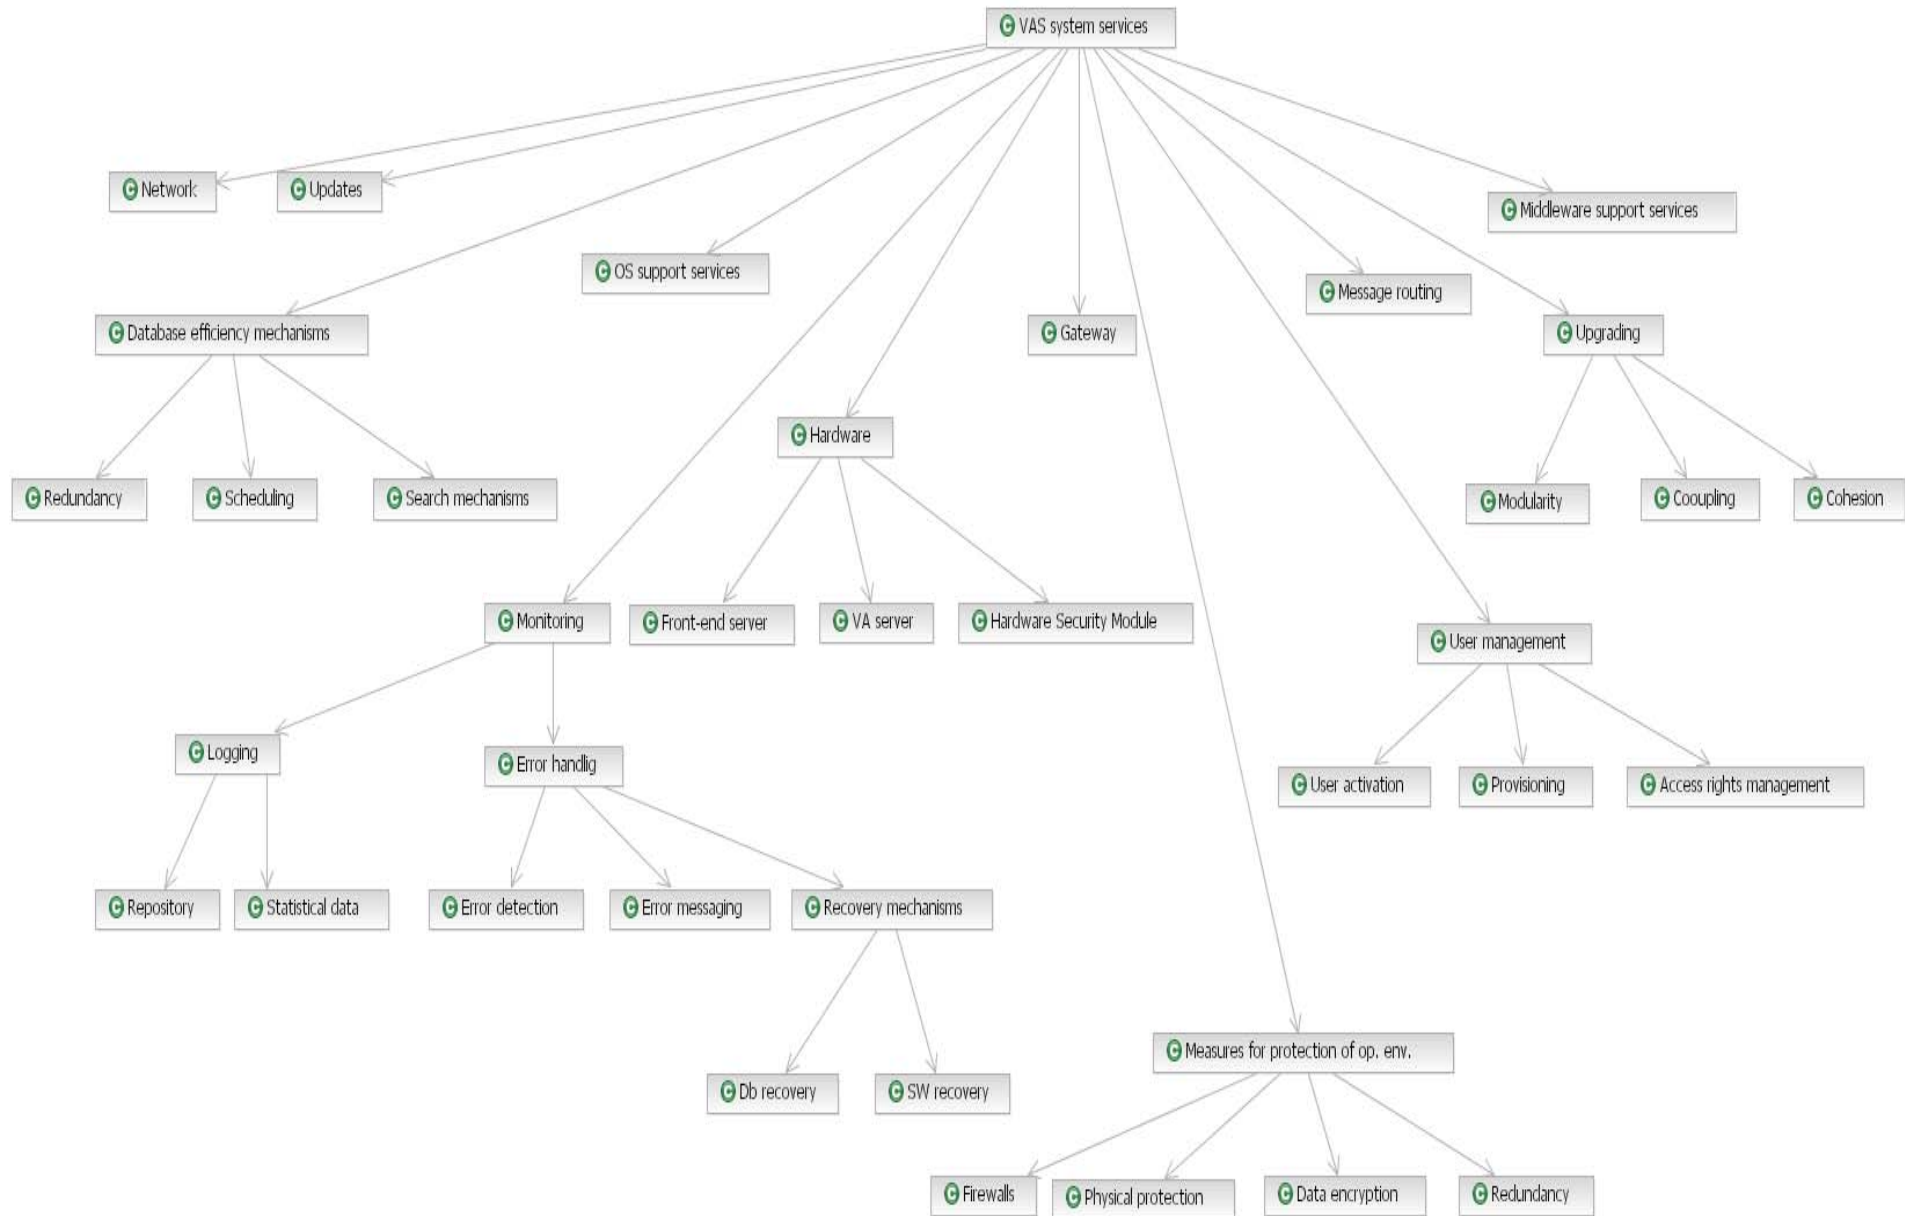 VAS system services
Network
Updates
Middleware support services
OS support services
Message routing
Database efficiency mechanisms
Gateway
Upgrading
Hardware
Redundancy
Scheduling
Search mechanisms
Modularity
Cooupling
Cohesion
Monitoring
Front-end server
VA server
Hardware Security Module
User management
Logging
Error handlig
User activation
Provisioning
Access rights management
Repository
Statistical data
Error detection
Error messaging
Recovery mechanisms
Measures for protection of op. env.
Db recovery
SW recovery
Firewalls
Physical protection
Data encryption
Redundancy